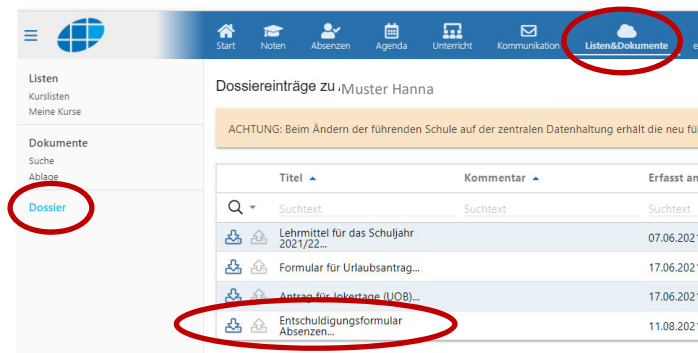 Start Noten Absenzen Agenda Unterricht Kommunikation Listen&Dokumente
Listen
Kurslisten
Meine Kurse
Dokumente
Suche
Ablage
Dossier
Dossiereinträge zu Muster Hanna
ACHTUNG: Beim Ändern der führenden Schule auf der zentralen Datenhaltung erhält die neu
Titel Kommentar Erfasst
Suchtext Suchtext Suchtext
Lehrmittel für das Schuljahr
2021/22... 07.06.2021
Formular für Urlaubsantrag... 17.06.2021
Antrag für Jokertage (UOB)... 17.06.2021
Entschuldigungsformular
Absenzen... 11.08.2021